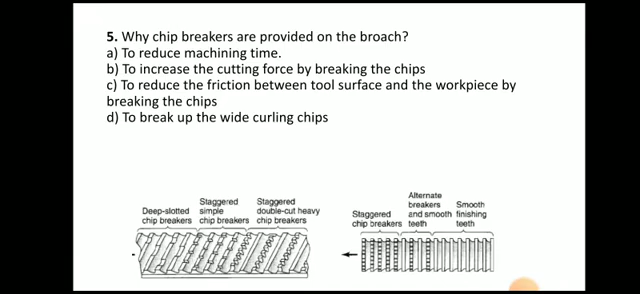 5. Why chip breakers are provided on the broach?
a) To reduce machining time.
b) To increase the cutting force by breaking the chips
c) To reduce the friction between tool surface and the workpiece by
breaking the chips
d) To break up the wide curling chips
Deep-slotted
chip breakers
Staggered
simple
chip breakers
Staggered
double-cut heavy
chip breakers
Staggered
chip breakers
Alternate
breakers
and smooth
teeth
Smooth
finishing
teeth